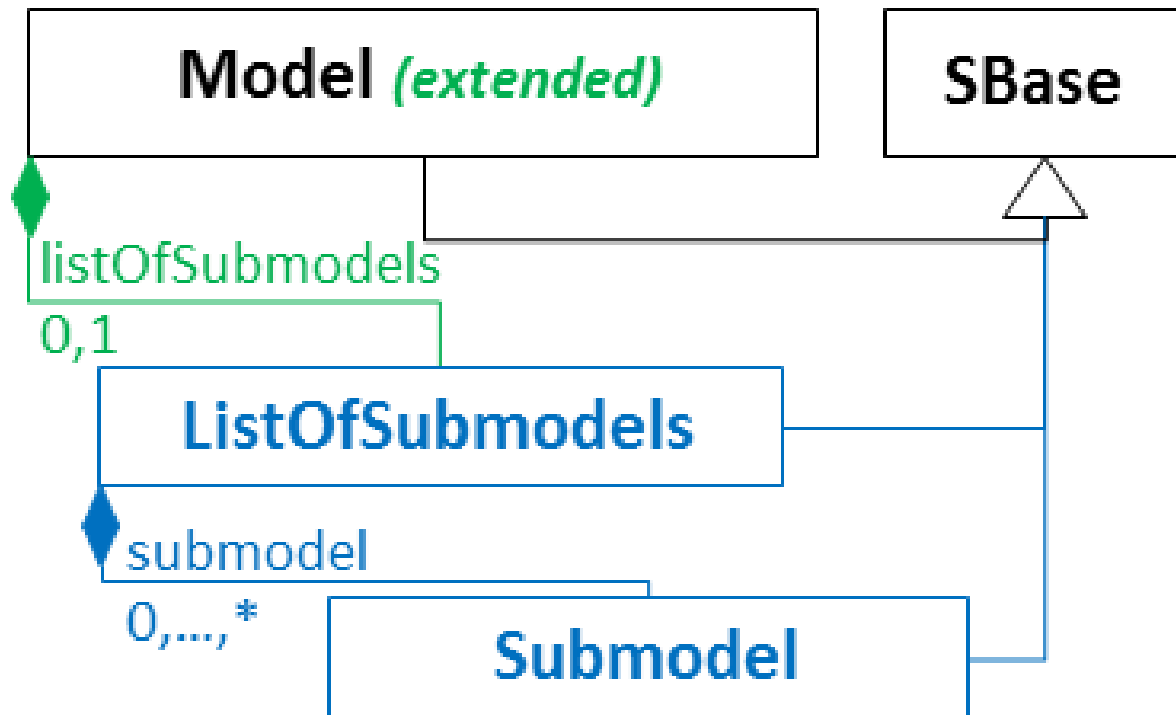 Model (extended)
SBase
listOfSubmodels
0,1
ListOfSubmodels
submodel
0,...,*
Submodel